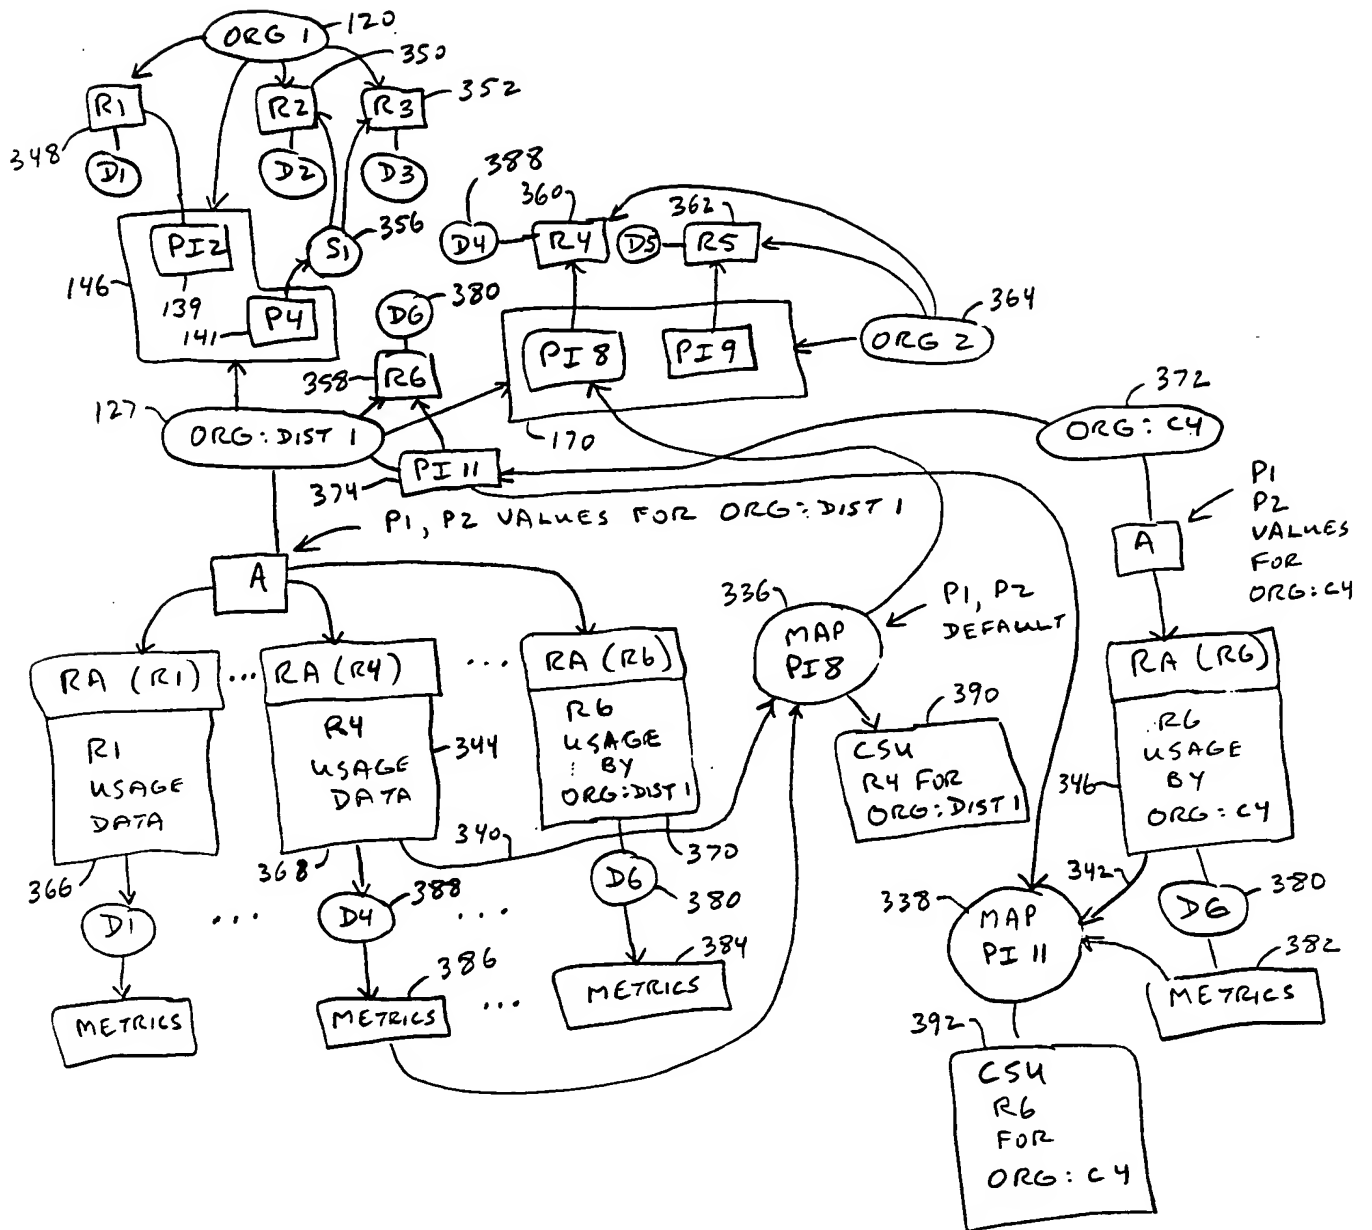 ORG 1
120
350
R1
R2
R3
352
348
D1
D2
D3
388
360
362
356
S1
D4
R4
D5
R5
PI2
146
139
P4
141
D6
380
364
ORG 2
PI 8
PI 9
358
R6
372
127
ORG: DIST 1
170
ORG: C4
PI 11
374
P1, P2 VALUES FOR ORG: DIST 1
P1
P2
VALUES
FOR
ORG: C4
A
A
336
MAP
PI 8
P1, P2
DEFAULT
RA (R1)
...
RA (R4)
...
RA (R6)
RA (R6)
R1
USAGE
DATA
R4
USAGE
DATA
344
R6
USAGE
BY
ORG: DIST 1
390
CSU
R4 FOR
ORG: DIST 1
R6
USAGE
BY
ORG: C4
346
340
366
368
370
342
D1
...
D4
388
...
D6
380
338
MAP
PI 11
D6
380
METRICS
METRICS
386
...
METRICS
384
METRICS
382
392
CSU
R6
FOR
ORG: C4